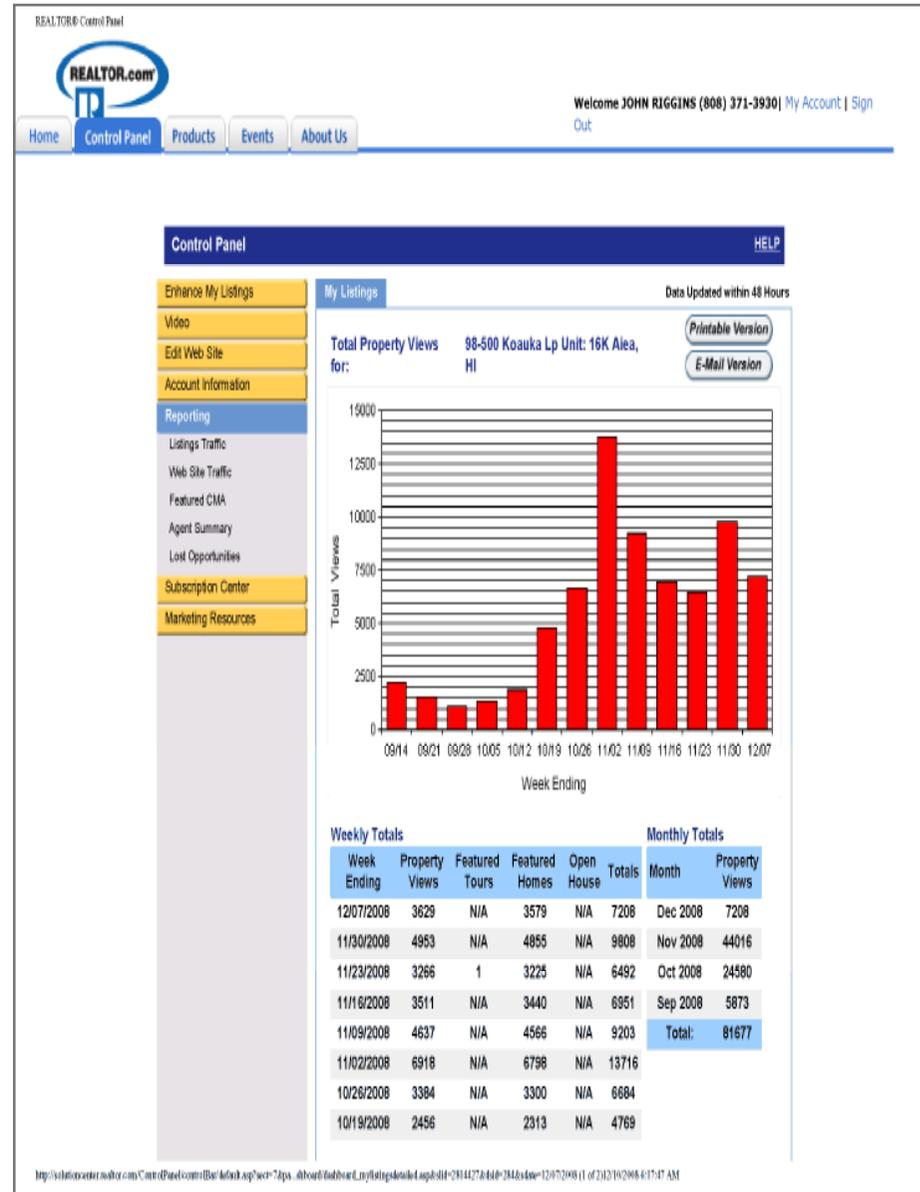 REALTOR® Control Panel
REALTOR.com®
R
Welcome JOHN RIGGINS (808) 371-3930| My Account | Sign
Out
Home Control Panel Products Events About Us
Control Panel HELP
Enhance My Listings
Video
Edit Web Site
Account Information
Reporting
Listings Traffic
Web Site Traffic
Featured CMA
Agent Summary
Lost Opportunities
Subscription Center
Marketing Resources
My Listings Data Updated within 48 Hours
Printable Version
E-Mail Version
Total Property Views 98-500 Koauka Lp Unit: 16K Aiea,
for: HI
Total Views
15000
12500
10000
7500
5000
2500
0
09/14 09/21 09/28 10/05 10/12 10/19 10/26 11/02 11/09 11/16 11/23 11/30 12/07
Week Ending
Weekly Totals
Week Property Featured Featured Open Totals
Ending Views Tours Homes House
12/07/2008 3629 N/A 3579 N/A 7208
11/30/2008 4953 N/A 4855 N/A 9808
11/23/2008 3266 1 3225 N/A 6492
11/16/2008 3511 N/A 3440 N/A 6951
11/09/2008 4637 N/A 4566 N/A 9203
11/02/2008 6918 N/A 6798 N/A 13716
10/26/2008 3384 N/A 3300 N/A 6684
10/19/2008 2456 N/A 2313 N/A 4769
Monthly Totals
Month Property
Views
Dec 2008 7208
Nov 2008 44016
Oct 2008 24580
Sep 2008 5873
Total: 81677
(1 of 2)12/10/2008 6:17:47 AM